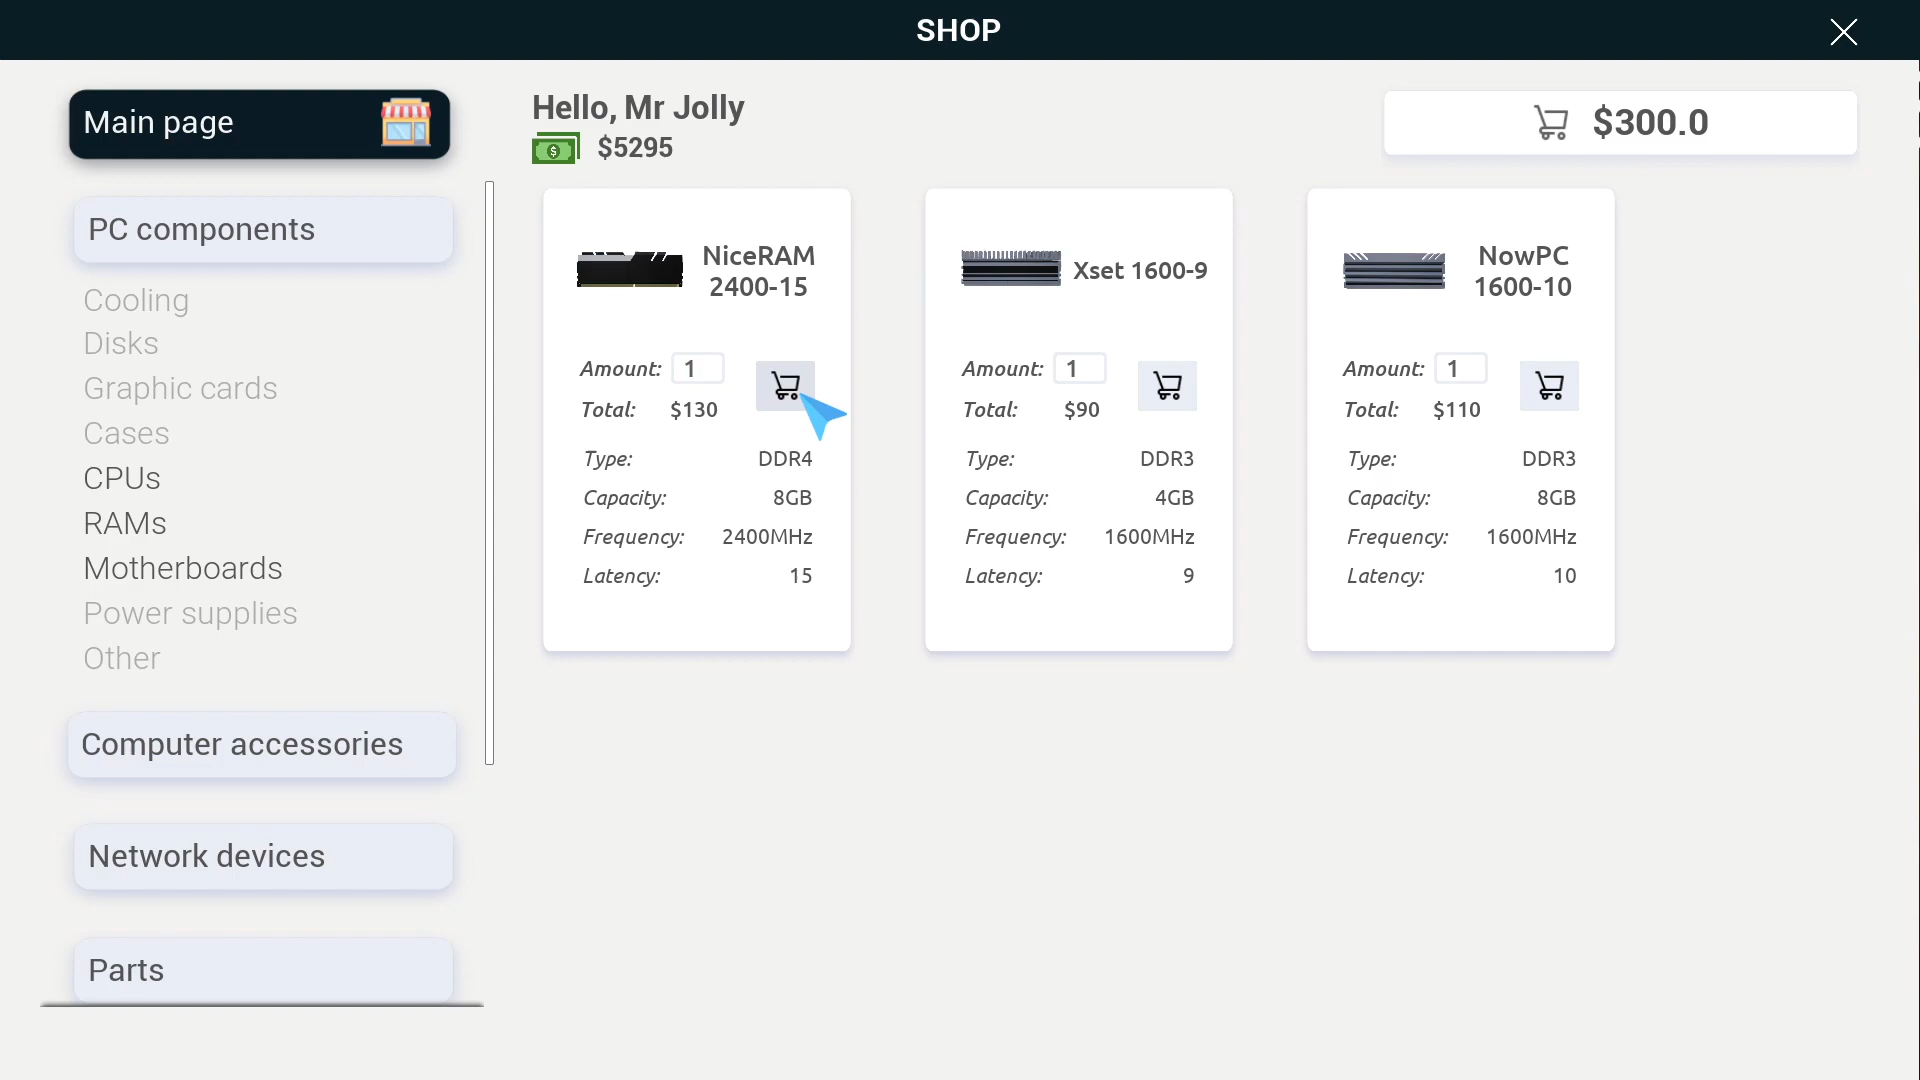 SHOP
Main page
Hello, Mr Jolly
$5295
$300.0
PC components
Cooling
Disks
Graphic cards
Cases
CPUs
RAMs
Motherboards
Power supplies
Other
Computer accessories
Network devices
Parts
NiceRAM
2400-15
Amount: 1
Total: $130
Type: DDR4
Capacity: 8GB
Frequency: 2400MHz
Latency: 15
Xset 1600-9
Amount: 1
Total: $90
Type: DDR3
Capacity: 4GB
Frequency: 1600MHz
Latency: 9
NowPC
1600-10
Amount: 1
Total: $110
Type: DDR3
Capacity: 8GB
Frequency: 1600MHz
Latency: 10